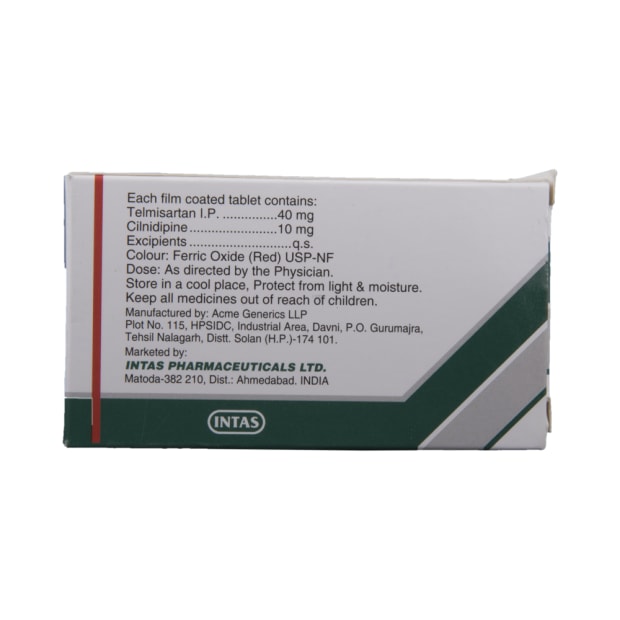 Each film coated tablet contains:
Telmisartan I.P. ...............40 mg
Cilnidipine........................10 mg
Excipients............................q.s.
Colour: Ferric Oxide (Red) USP-NF
Dose: As directed by the Physician.
Store in a cool place, Protect from light & moisture.
Keep all medicines out of reach of children.
Manufactured by: Acme Generics LLP
Plot No. 115, HPSIDC, Industrial Area, Davni, P.O. Gurumajra,
Tehsil Nalagarh, Distt. Solan (H.P.)-174 101.
Marketed by:
INTAS PHARMACEUTICALS LTD.
Matoda-382 210, Dist.: Ahmedabad. INDIA
INTAS